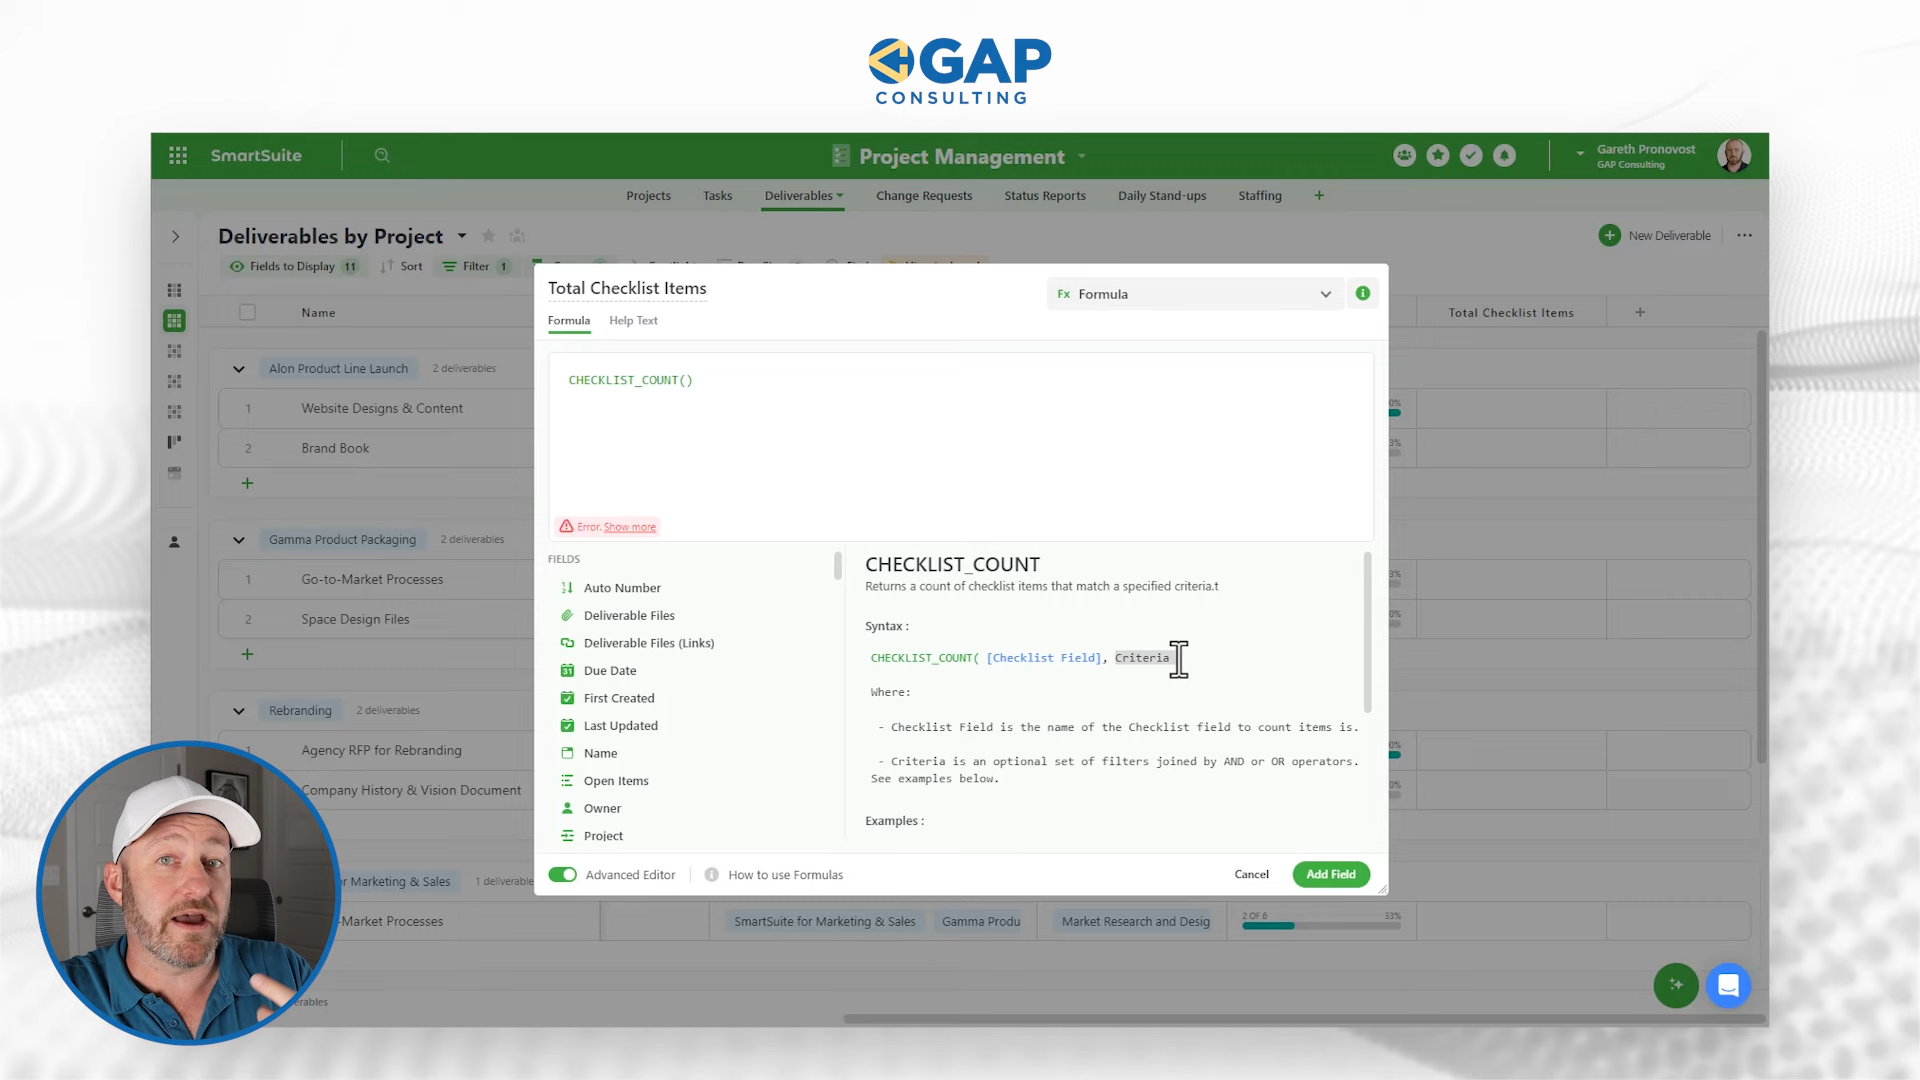 GAP
CONSULTING
SmartSuite
Project Management
Gareth Pronovost
GAP Consulting
Projects
Tasks
Deliverables
Change Requests
Status Reports
Daily Stand-ups
Staffing
Deliverables by Project
New Deliverable
Fields to Display 11
Sort
Filter 1
Name
Total Checklist Items
Total Checklist Items
Fx Formula
Formula
Help Text
CHECKLIST_COUNT()
Error. Show more
Alon Product Line Launch 2 deliverables
1 Website Designs & Content
2 Brand Book
Gamma Product Packaging 2 deliverables
1 Go-to-Market Processes
2 Space Design Files
Rebranding 2 deliverables
1 Agency RFP for Rebranding
Company History & Vision Document
FIELDS
Auto Number
Deliverable Files
Deliverable Files (Links)
Due Date
First Created
Last Updated
Name
Open Items
Owner
Project
CHECKLIST_COUNT
Returns a count of checklist items that match a specified criteria.t
Syntax :
CHECKLIST_COUNT( [Checklist Field], Criteria
Where:
- Checklist Field is the name of the Checklist field to count items is.
- Criteria is an optional set of filters joined by AND or OR operators.
See examples below.
Examples :
Advanced Editor
How to use Formulas
Cancel
Add Field
Marketing & Sales 1 deliverable
-Market Processes
SmartSuite for Marketing & Sales
Gamma Produ
Market Research and Desig
2 OF 6
33%